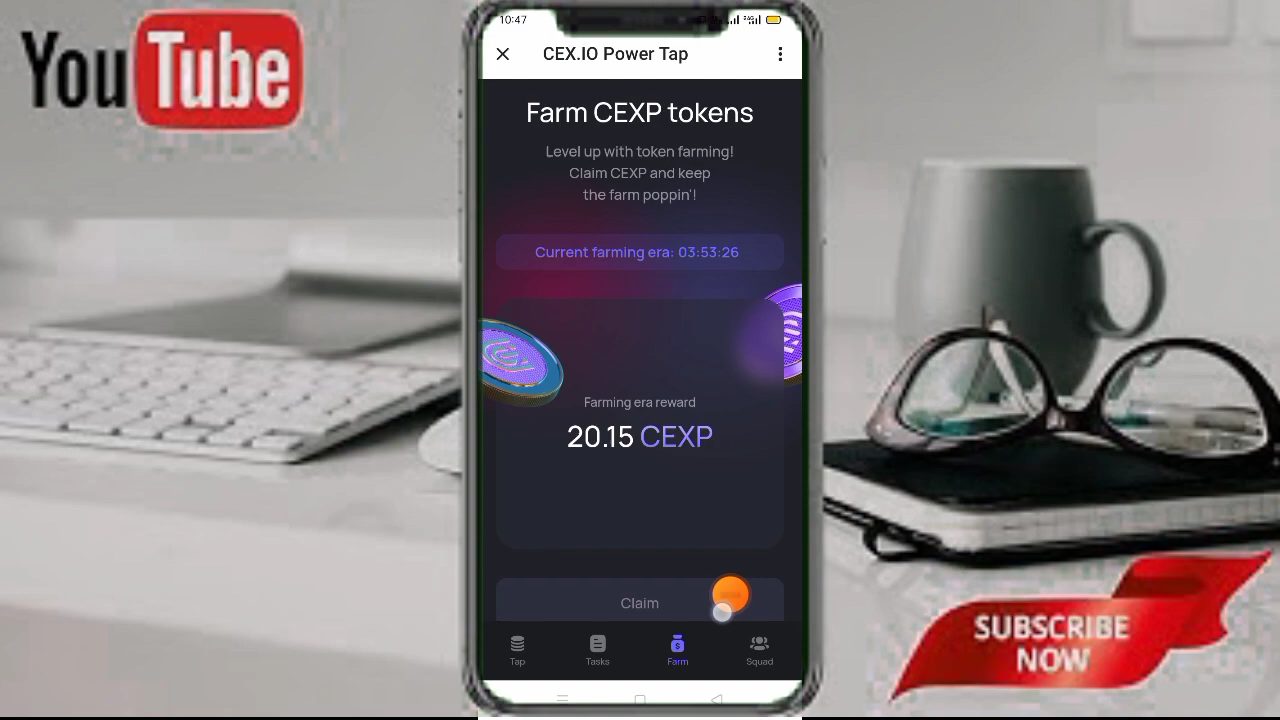 YouTube
10:47
CEX.IO Power Tap
Farm CEXP tokens
Level up with token farming!
Claim CEXP and keep
the farm poppin'!
Current farming era: 03:53:26
Farming era reward
20.15 CEXP
Claim
Tap
Tasks
Farm
Squad
SUBSCRIBE
NOW